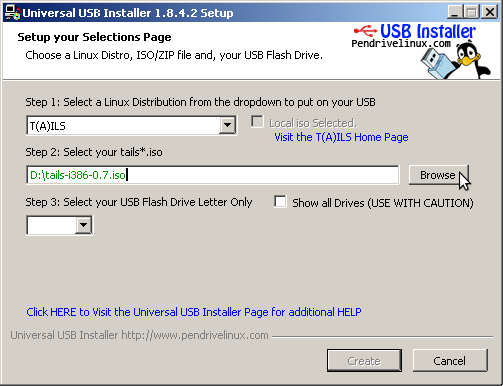 Universal USB Installer 1.8.4.2 Setup
Setup your Selections Page
Choose a Linux Distro, ISO/ZIP file and, your USB Flash Drive.
USB Installer
Pendrivelinux.com
Step 1: Select a Linux Distribution from the dropdown to put on your USB
T(A)ILS
Local iso Selected.
Visit the T(A)ILS Home Page
Step 2: Select your tails*.iso
D:\tails-i386-0.7.iso
Browse
Step 3: Select your USB Flash Drive Letter Only
Show all Drives (USE WITH CAUTION)
Click HERE to Visit the Universal USB Installer Page for additional HELP
Universal USB Installer http://www.pendrivelinux.com
Create
Cancel